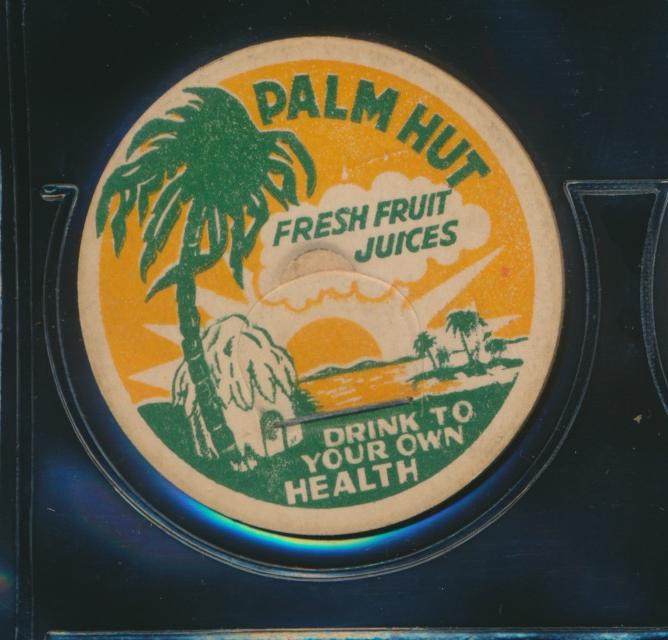 PALM HUT
FRESH FRUIT
JUICES
DRINK TO
YOUR OWN
HEALTH